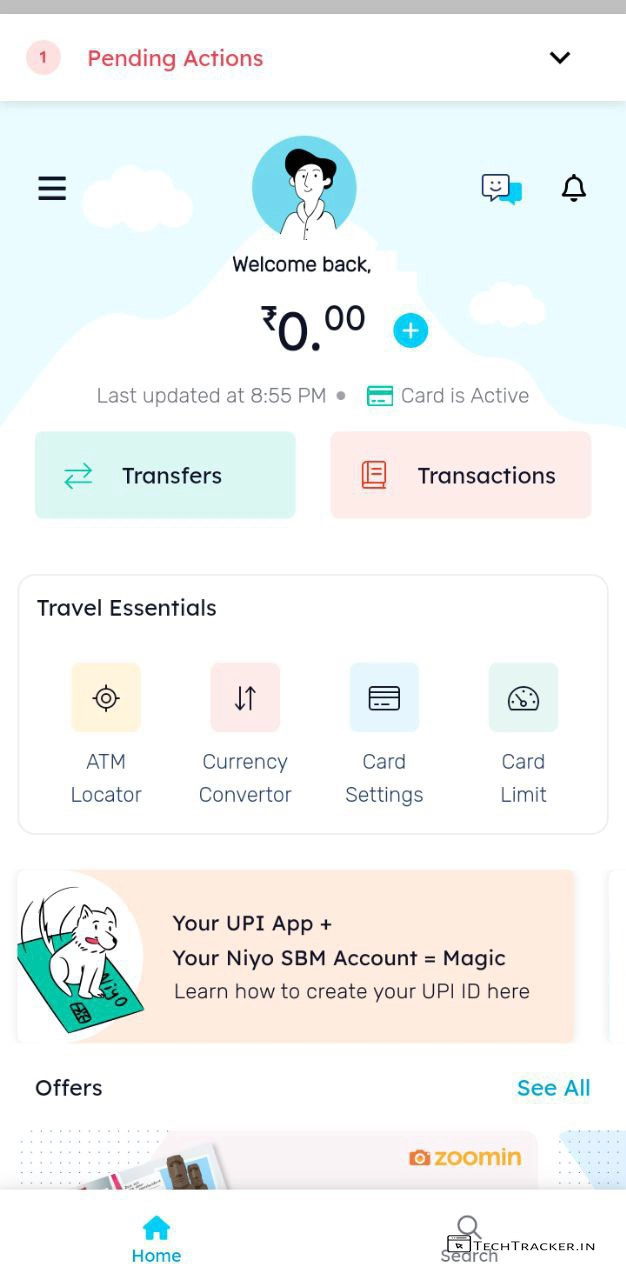 1 Pending Actions
Welcome back,
₹0.00
Last updated at 8:55 PM • Card is Active
Transfers
Transactions
Travel Essentials
ATM Locator
Currency Convertor
Card Settings
Card Limit
Your UPI App +
Your Niyo SBM Account = Magic
Learn how to create your UPI ID here
Niyo
Offers
See All
zoomin
Home
Search
TECHTRACKER.IN